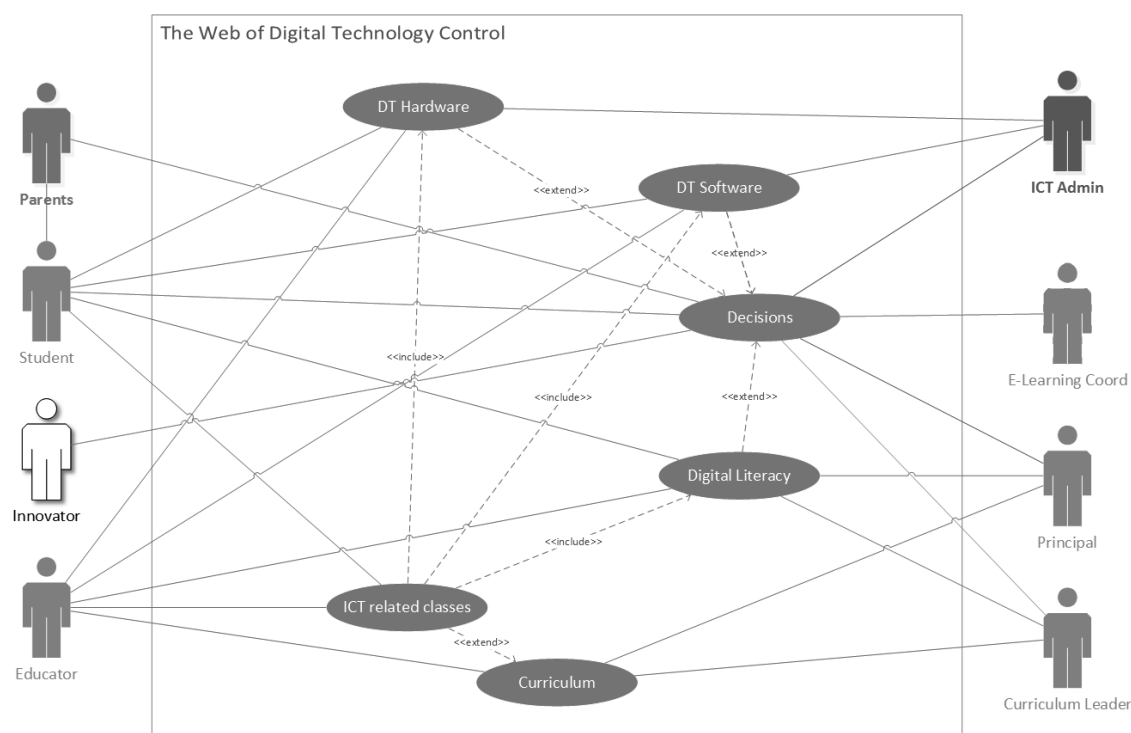 The Web of Digital Technology Control
DT Hardware
Parents
ICT Admin
<<extend>>
DT Software
<<extend>>
Student
Decisions
<<include>>
E-Learning Coord
<<include>>
<<extend>>
Digital Literacy
Innovator
<<include>>
Principal
ICT related classes
<<extend>>
Educator
Curriculum
Curriculum Leader